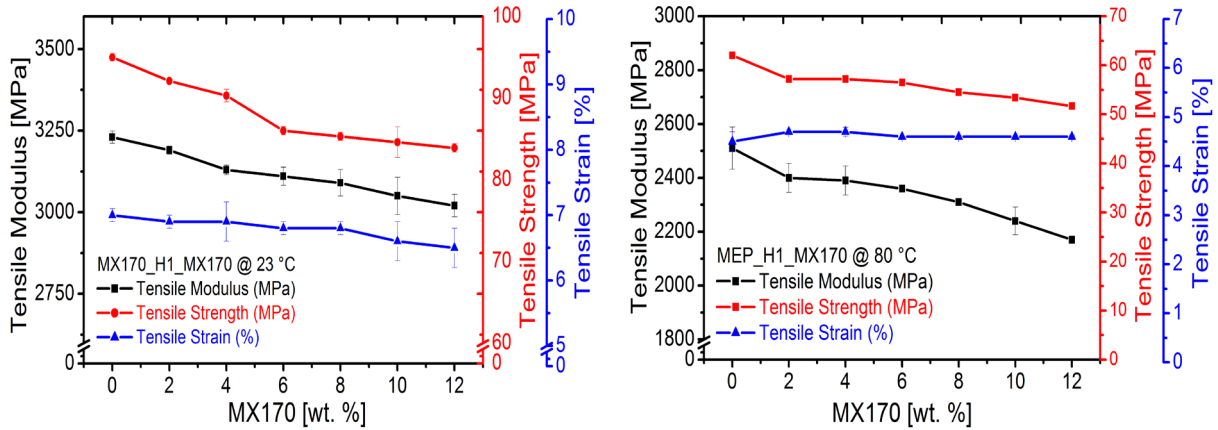 Tensile Modulus [MPa]
3500
3250
3000
2750
0
MX170_H1_MX170 @ 23 °C
Tensile Modulus (MPa)
Tensile Strength (MPa)
Tensile Strain (%)
0 2 4 6 8 10 12
MX170 [wt. %]
100
90
80
70
60
0
Tensile Strength [MPa]
10
9
8
7
6
5
0
Tensile Strain [%]
Tensile Modulus [MPa]
3000
2800
2600
2400
2200
2000
1800
0
MEP_H1_MX170 @ 80 °C
Tensile Modulus (MPa)
Tensile Strength (MPa)
Tensile Strain (%)
0 2 4 6 8 10 12
MX170 [wt. %]
70
60
50
40
30
20
10
0
Tensile Strength [MPa]
7
6
5
4
3
2
1
0
Tensile Strain [%]